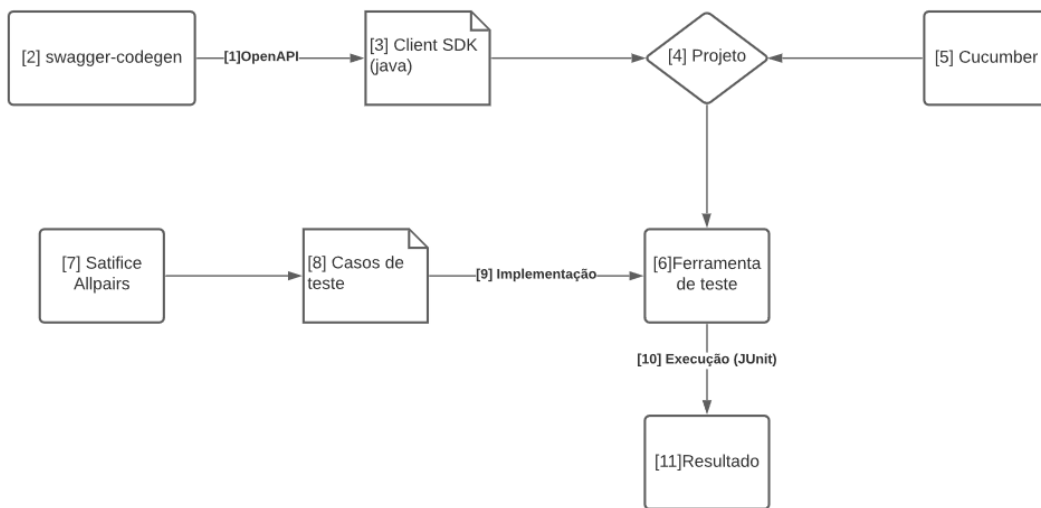 [2] swagger-codegen
[1]OpenAPI
[3] Client SDK
(java)
[4] Projeto
[5] Cucumber
[7] Satifice
Allpairs
[8] Casos de
teste
[9] Implementação
[6]Ferramenta
de teste
[10] Execução (JUnit)
[11]Resultado